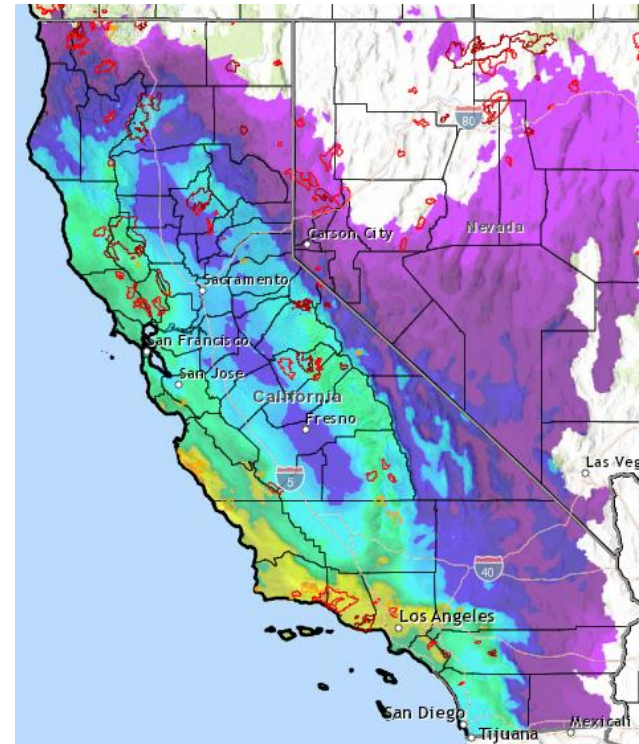 80
Nevada
Carson City
Sacramento
San Francisco
San Jose
California
Fresno
Las Veg
5
40
Los Angeles
San Diego
Tijuana
Mexicali